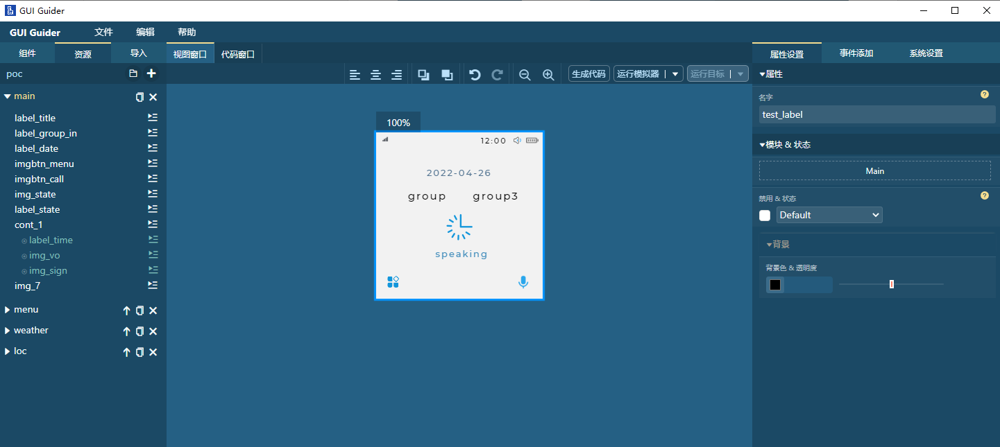 GUI Guider
GUI Guider 文件 编辑 帮助
组件 资源 导入 视图窗口 代码窗口 属性设置 事件添加 系统设置
poc 生成代码 运行模拟器 运行目标 属性
main
label_title
label_group_in
label_date
imgbtn_menu
imgbtn_call
img_state
label_state
cont_1
label_time
img_vo
img_sign
img_7
menu
weather
loc
100%
12:00
2022-04-26
group group3
speaking
名字 ?
test_label
模块 & 状态
Main
禁用 & 状态 ?
Default
背景
背景色 & 透明度